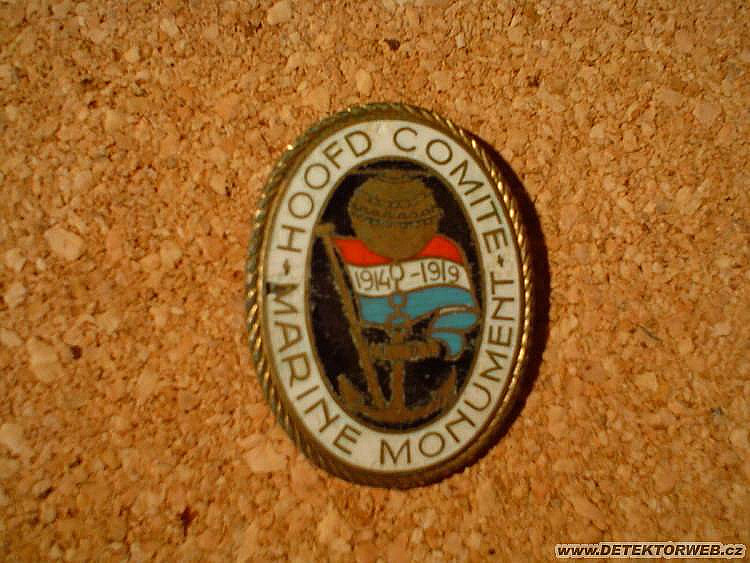 HOOFD COMITE
1914-1919
MARINE MONUMENT
www.DETEKTORWEB.cz